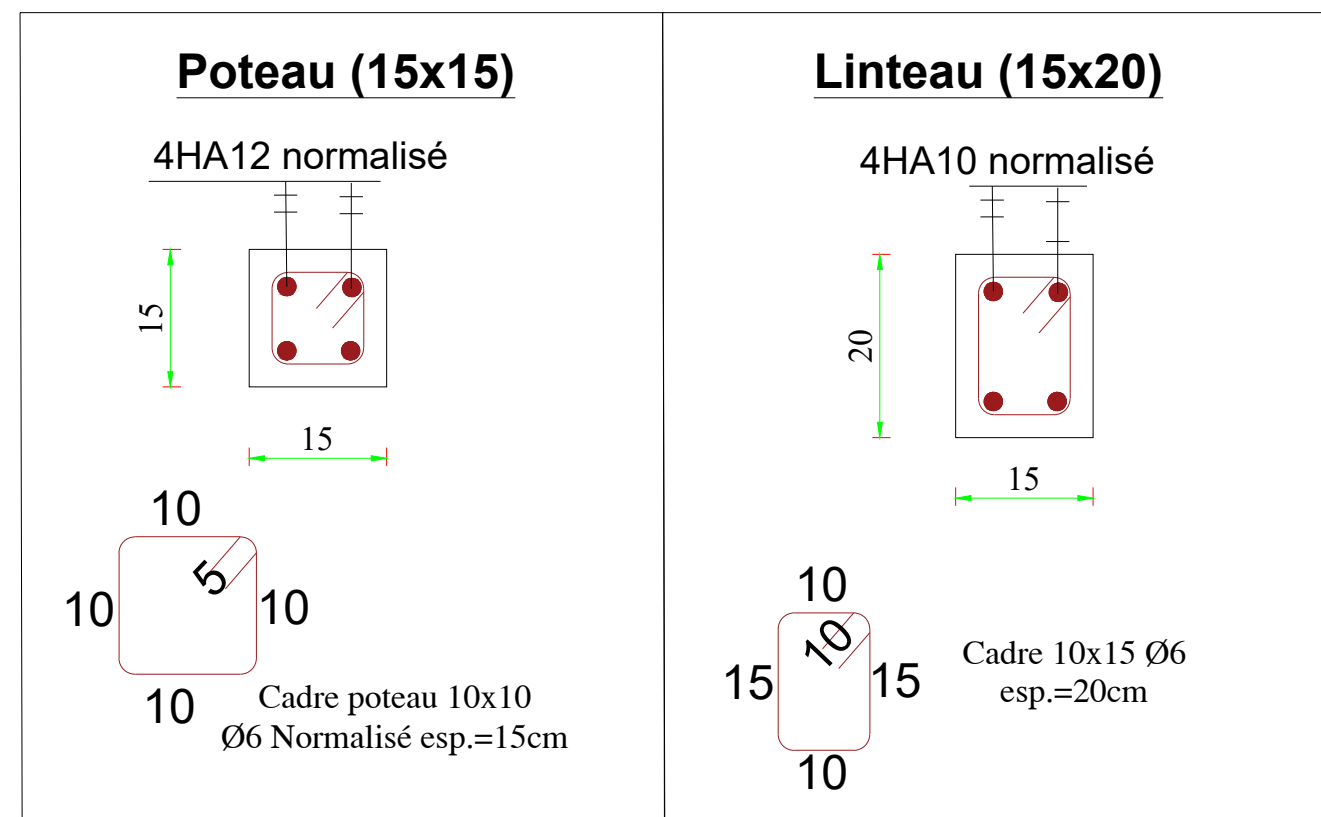 Poteau (15x15)
4HA12 normalisé
15
15
10
5
10
10
10
Cadre poteau 10x10
Ø6 Normalisé esp.=15cm
Linteau (15x20)
4HA10 normalisé
20
15
10
10
15
15
10
Cadre 10x15 Ø6
esp.=20cm